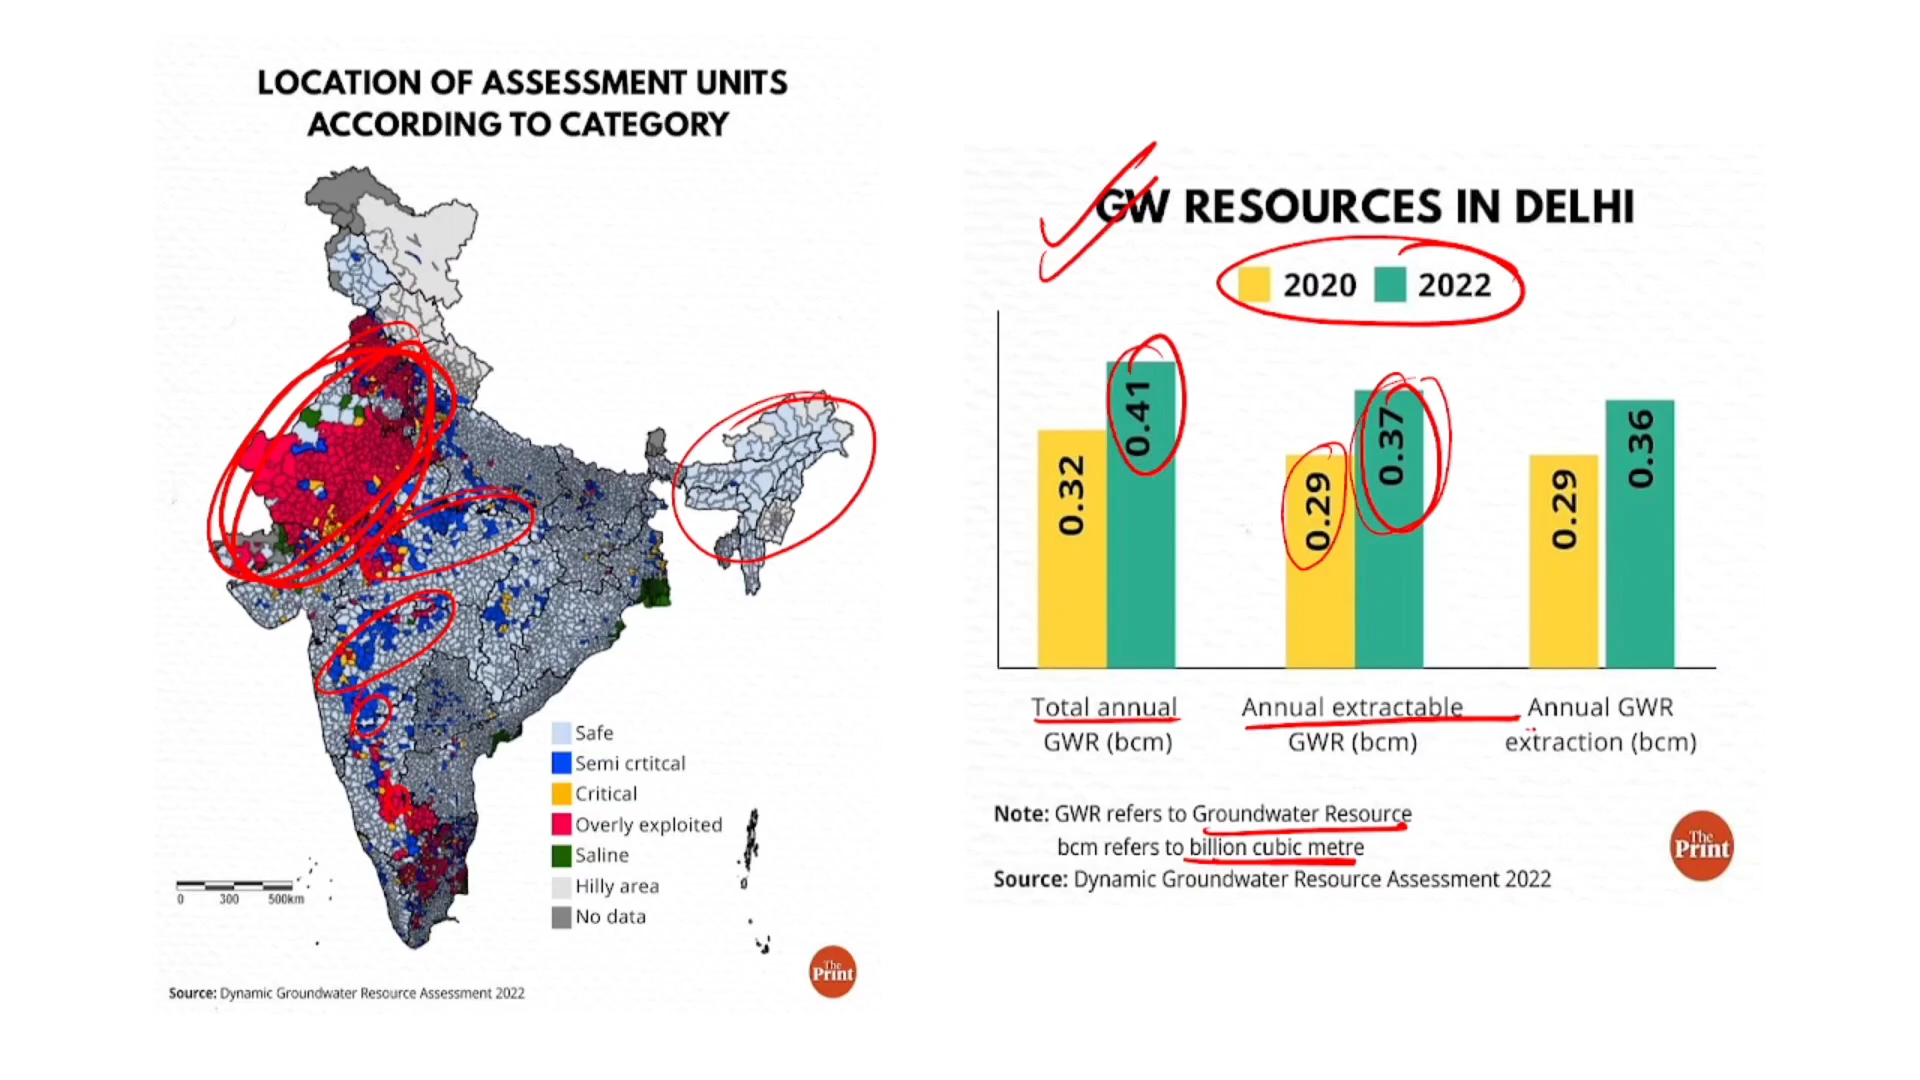 LOCATION OF ASSESSMENT UNITS
ACCORDING TO CATEGORY
Safe
Semi crtitcal
Critical
Overly exploited
Saline
Hilly area
No data
0 300 500km
Source: Dynamic Groundwater Resource Assessment 2022
The
Print
GW RESOURCES IN DELHI
2020 2022
0.32
0.41
0.29
0.37
0.29
0.36
Total annual
GWR (bcm)
Annual extractable
GWR (bcm)
Annual GWR
extraction (bcm)
Note: GWR refers to Groundwater Resource
bcm refers to billion cubic metre
Source: Dynamic Groundwater Resource Assessment 2022
The
Print